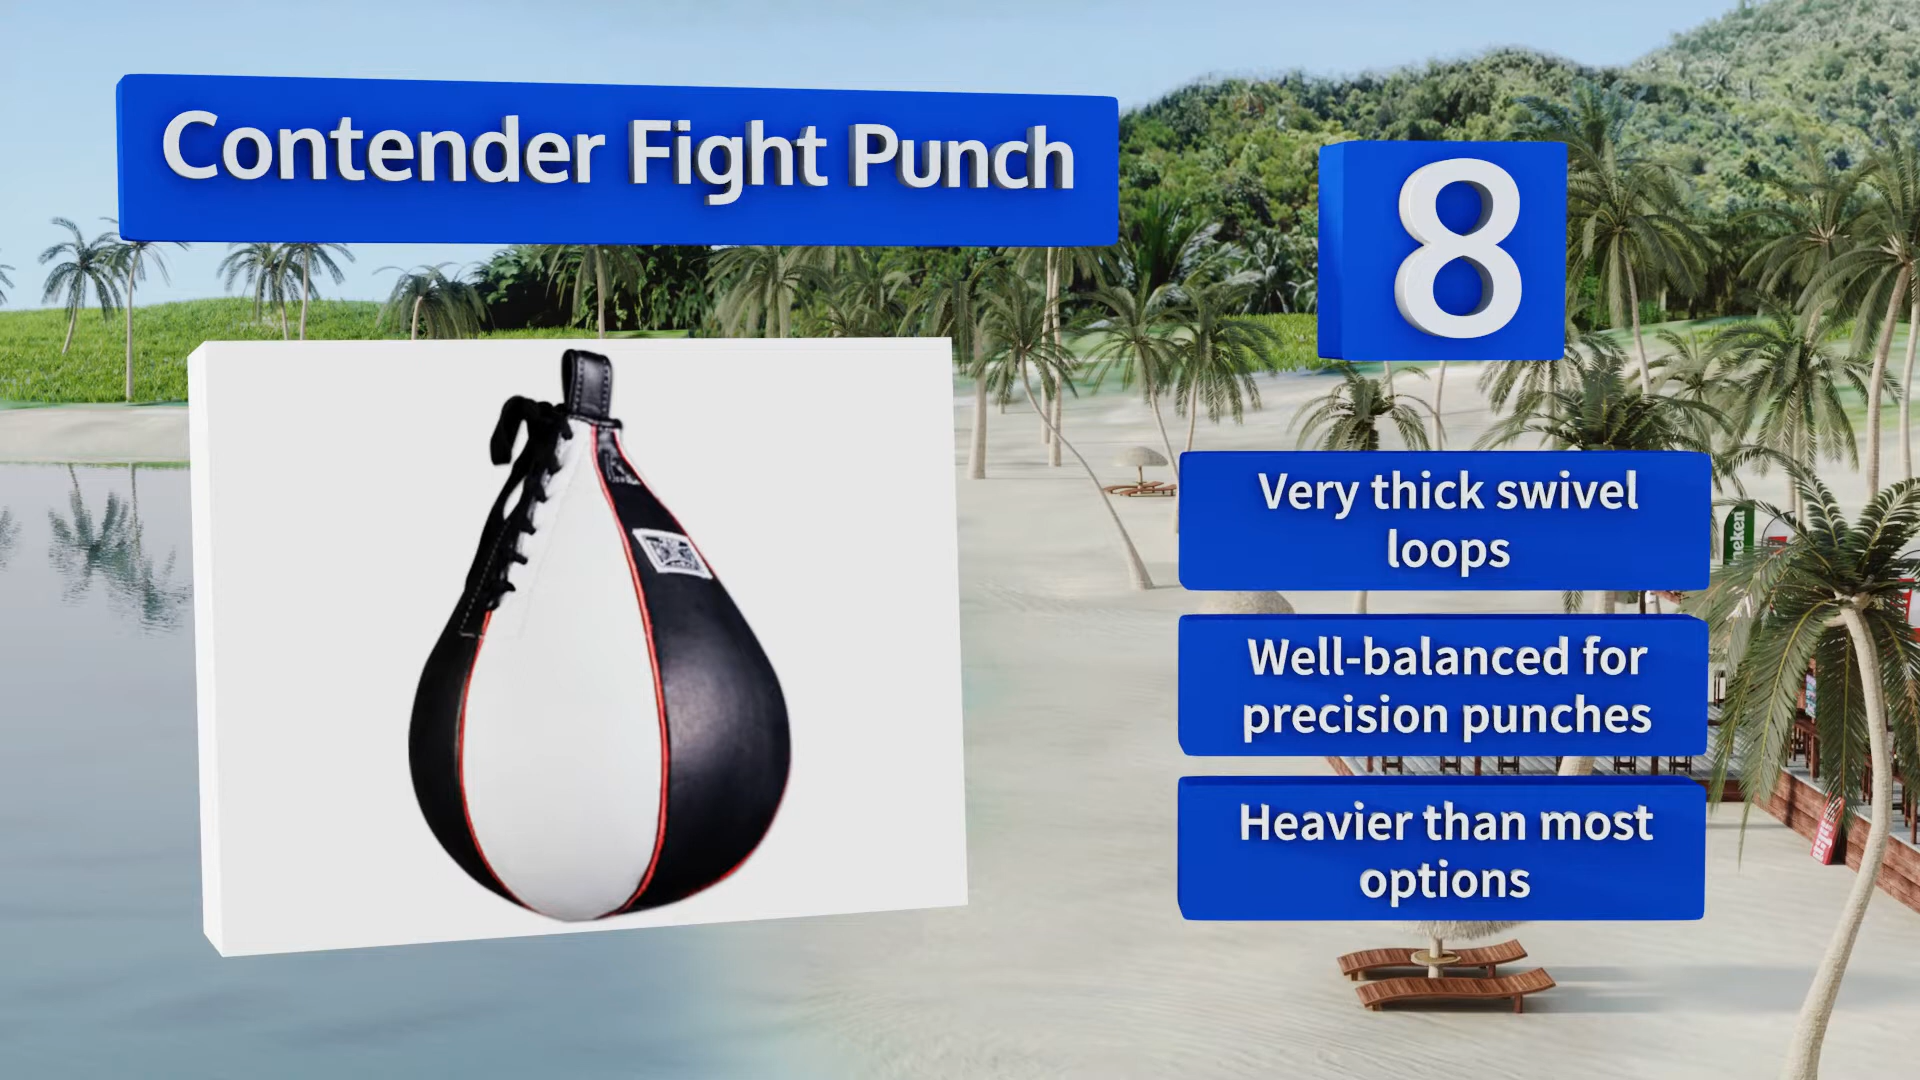 Contender Fight Punch
8
Very thick swivel
loops
Well-balanced for
precision punches
Heavier than most
options